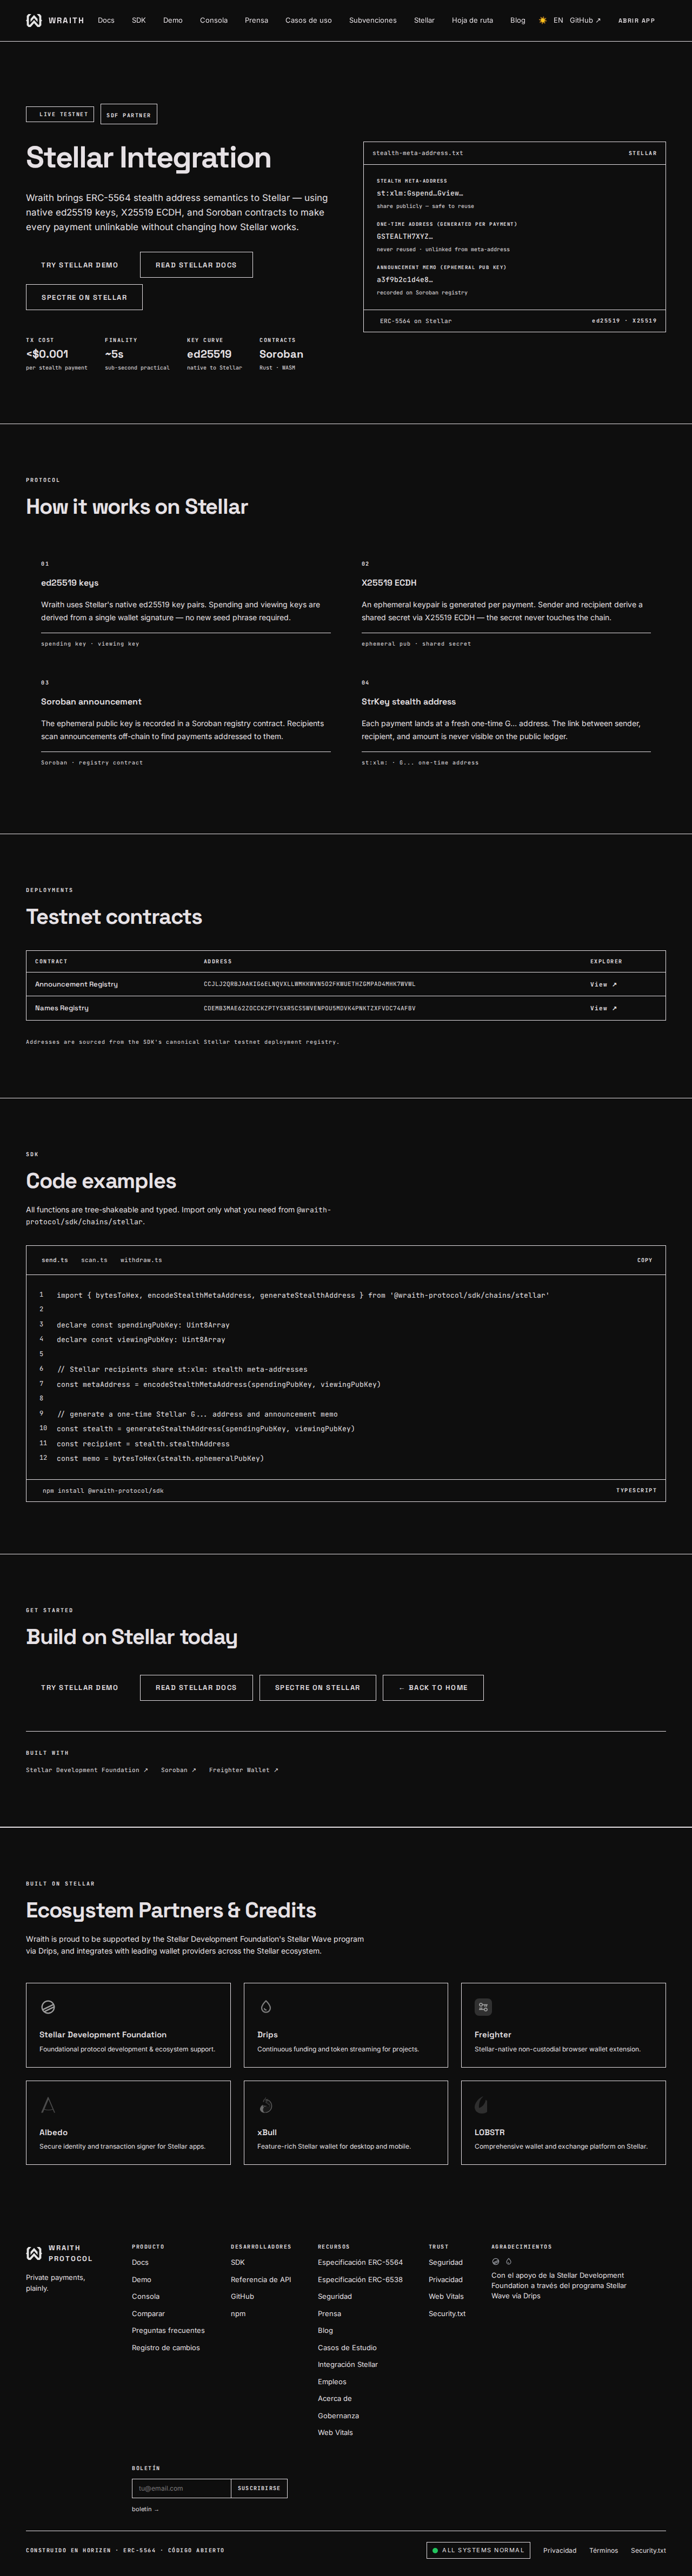 WRAITH Docs SDK Demo Consola Prensa Casos de uso Subvenciones Stellar Hoja de ruta Blog EN GitHub ↗ ABRIR APP
LIVE TESTNET SDF PARTNER
Stellar Integration
Wraith brings ERC-5564 stealth address semantics to Stellar — using
native ed25519 keys, X25519 ECDH, and Soroban contracts to make
every payment unlinkable without changing how Stellar works.
TRY STELLAR DEMO READ STELLAR DOCS
SPECTRE ON STELLAR
TX COST FINALITY KEY CURVE CONTRACTS
<$0.001 ~5s ed25519 Soroban
per stealth payment sub-second practical native to Stellar Rust · WASM
stealth-meta-address.txt STELLAR
STEALTH META-ADDRESS
st:xlm:Gspend…Gview…
share publicly — safe to reuse
ONE-TIME ADDRESS (GENERATED PER PAYMENT)
GSTEALTH7XYZ…
never reused · unlinked from meta-address
ANNOUNCEMENT MEMO (EPHEMERAL PUB KEY)
a3f9b2c1d4e8…
recorded on Soroban registry
ERC-5564 on Stellar ed25519 · X25519
PROTOCOL
How it works on Stellar
01
ed25519 keys
Wraith uses Stellar's native ed25519 key pairs. Spending and viewing keys are
derived from a single wallet signature — no new seed phrase required.
spending key · viewing key
02
X25519 ECDH
An ephemeral keypair is generated per payment. Sender and recipient derive a
shared secret via X25519 ECDH — the secret never touches the chain.
ephemeral pub · shared secret
03
Soroban announcement
The ephemeral public key is recorded in a Soroban registry contract. Recipients
scan announcements off-chain to find payments addressed to them.
Soroban · registry contract
04
StrKey stealth address
Each payment lands at a fresh one-time G... address. The link between sender,
recipient, and amount is never visible on the public ledger.
st:xlm: · G... one-time address
DEPLOYMENTS
Testnet contracts
CONTRACT ADDRESS EXPLORER
Announcement Registry View ↗
Names Registry View ↗
Addresses are sourced from the SDK's canonical Stellar testnet deployment registry.
SDK
Code examples
All functions are tree-shakeable and typed. Import only what you need from @wraith-
protocol/sdk/chains/stellar.
send.ts scan.ts withdraw.ts COPY
1 import { bytesToHex, encodeStealthMetaAddress, generateStealthAddress } from '@wraith-protocol/sdk/chains/stellar'
2
3 declare const spendingPubKey: Uint8Array
4 declare const viewingPubKey: Uint8Array
5
6 // Stellar recipients share st:xlm: stealth meta-addresses
7 const metaAddress = encodeStealthMetaAddress(spendingPubKey, viewingPubKey)
8
9 // generate a one-time Stellar G... address and announcement memo
10 const stealth = generateStealthAddress(spendingPubKey, viewingPubKey)
11 const recipient = stealth.stealthAddress
12 const memo = bytesToHex(stealth.ephemeralPubKey)
npm install @wraith-protocol/sdk TYPESCRIPT
GET STARTED
Build on Stellar today
TRY STELLAR DEMO READ STELLAR DOCS SPECTRE ON STELLAR ← BACK TO HOME
BUILT WITH
Stellar Development Foundation ↗ Soroban ↗ Freighter Wallet ↗
BUILT ON STELLAR
Ecosystem Partners & Credits
Wraith is proud to be supported by the Stellar Development Foundation's Stellar Wave program
via Drips, and integrates with leading wallet providers across the Stellar ecosystem.
Stellar Development Foundation
Foundational protocol development & ecosystem support.
Drips
Continuous funding and token streaming for projects.
Freighter
Stellar-native non-custodial browser wallet extension.
Albedo
Secure identity and transaction signer for Stellar apps.
xBull
Feature-rich Stellar wallet for desktop and mobile.
LOBSTR
Comprehensive wallet and exchange platform on Stellar.
WRAITH
PROTOCOL
Private payments,
plainly.
PRODUCTO
Docs
Demo
Consola
Comparar
Preguntas frecuentes
Registro de cambios
DESARROLLADORES
SDK
Referencia de API
GitHub
npm
RECURSOS
Especificación ERC-5564
Especificación ERC-6538
Seguridad
Prensa
Blog
Casos de Estudio
Integración Stellar
Empleos
Acerca de
Gobernanza
Web Vitals
TRUST
Seguridad
Privacidad
Web Vitals
Security.txt
AGRADECIMIENTOS
Con el apoyo de la Stellar Development
Foundation a través del programa Stellar
Wave vía Drips
BOLETÍN
tu@email.com SUSCRIBIRSE
boletín →
CONSTRUIDO EN HORIZEN · ERC-5564 · CÓDIGO ABIERTO ALL SYSTEMS NORMAL Privacidad Términos Security.txt